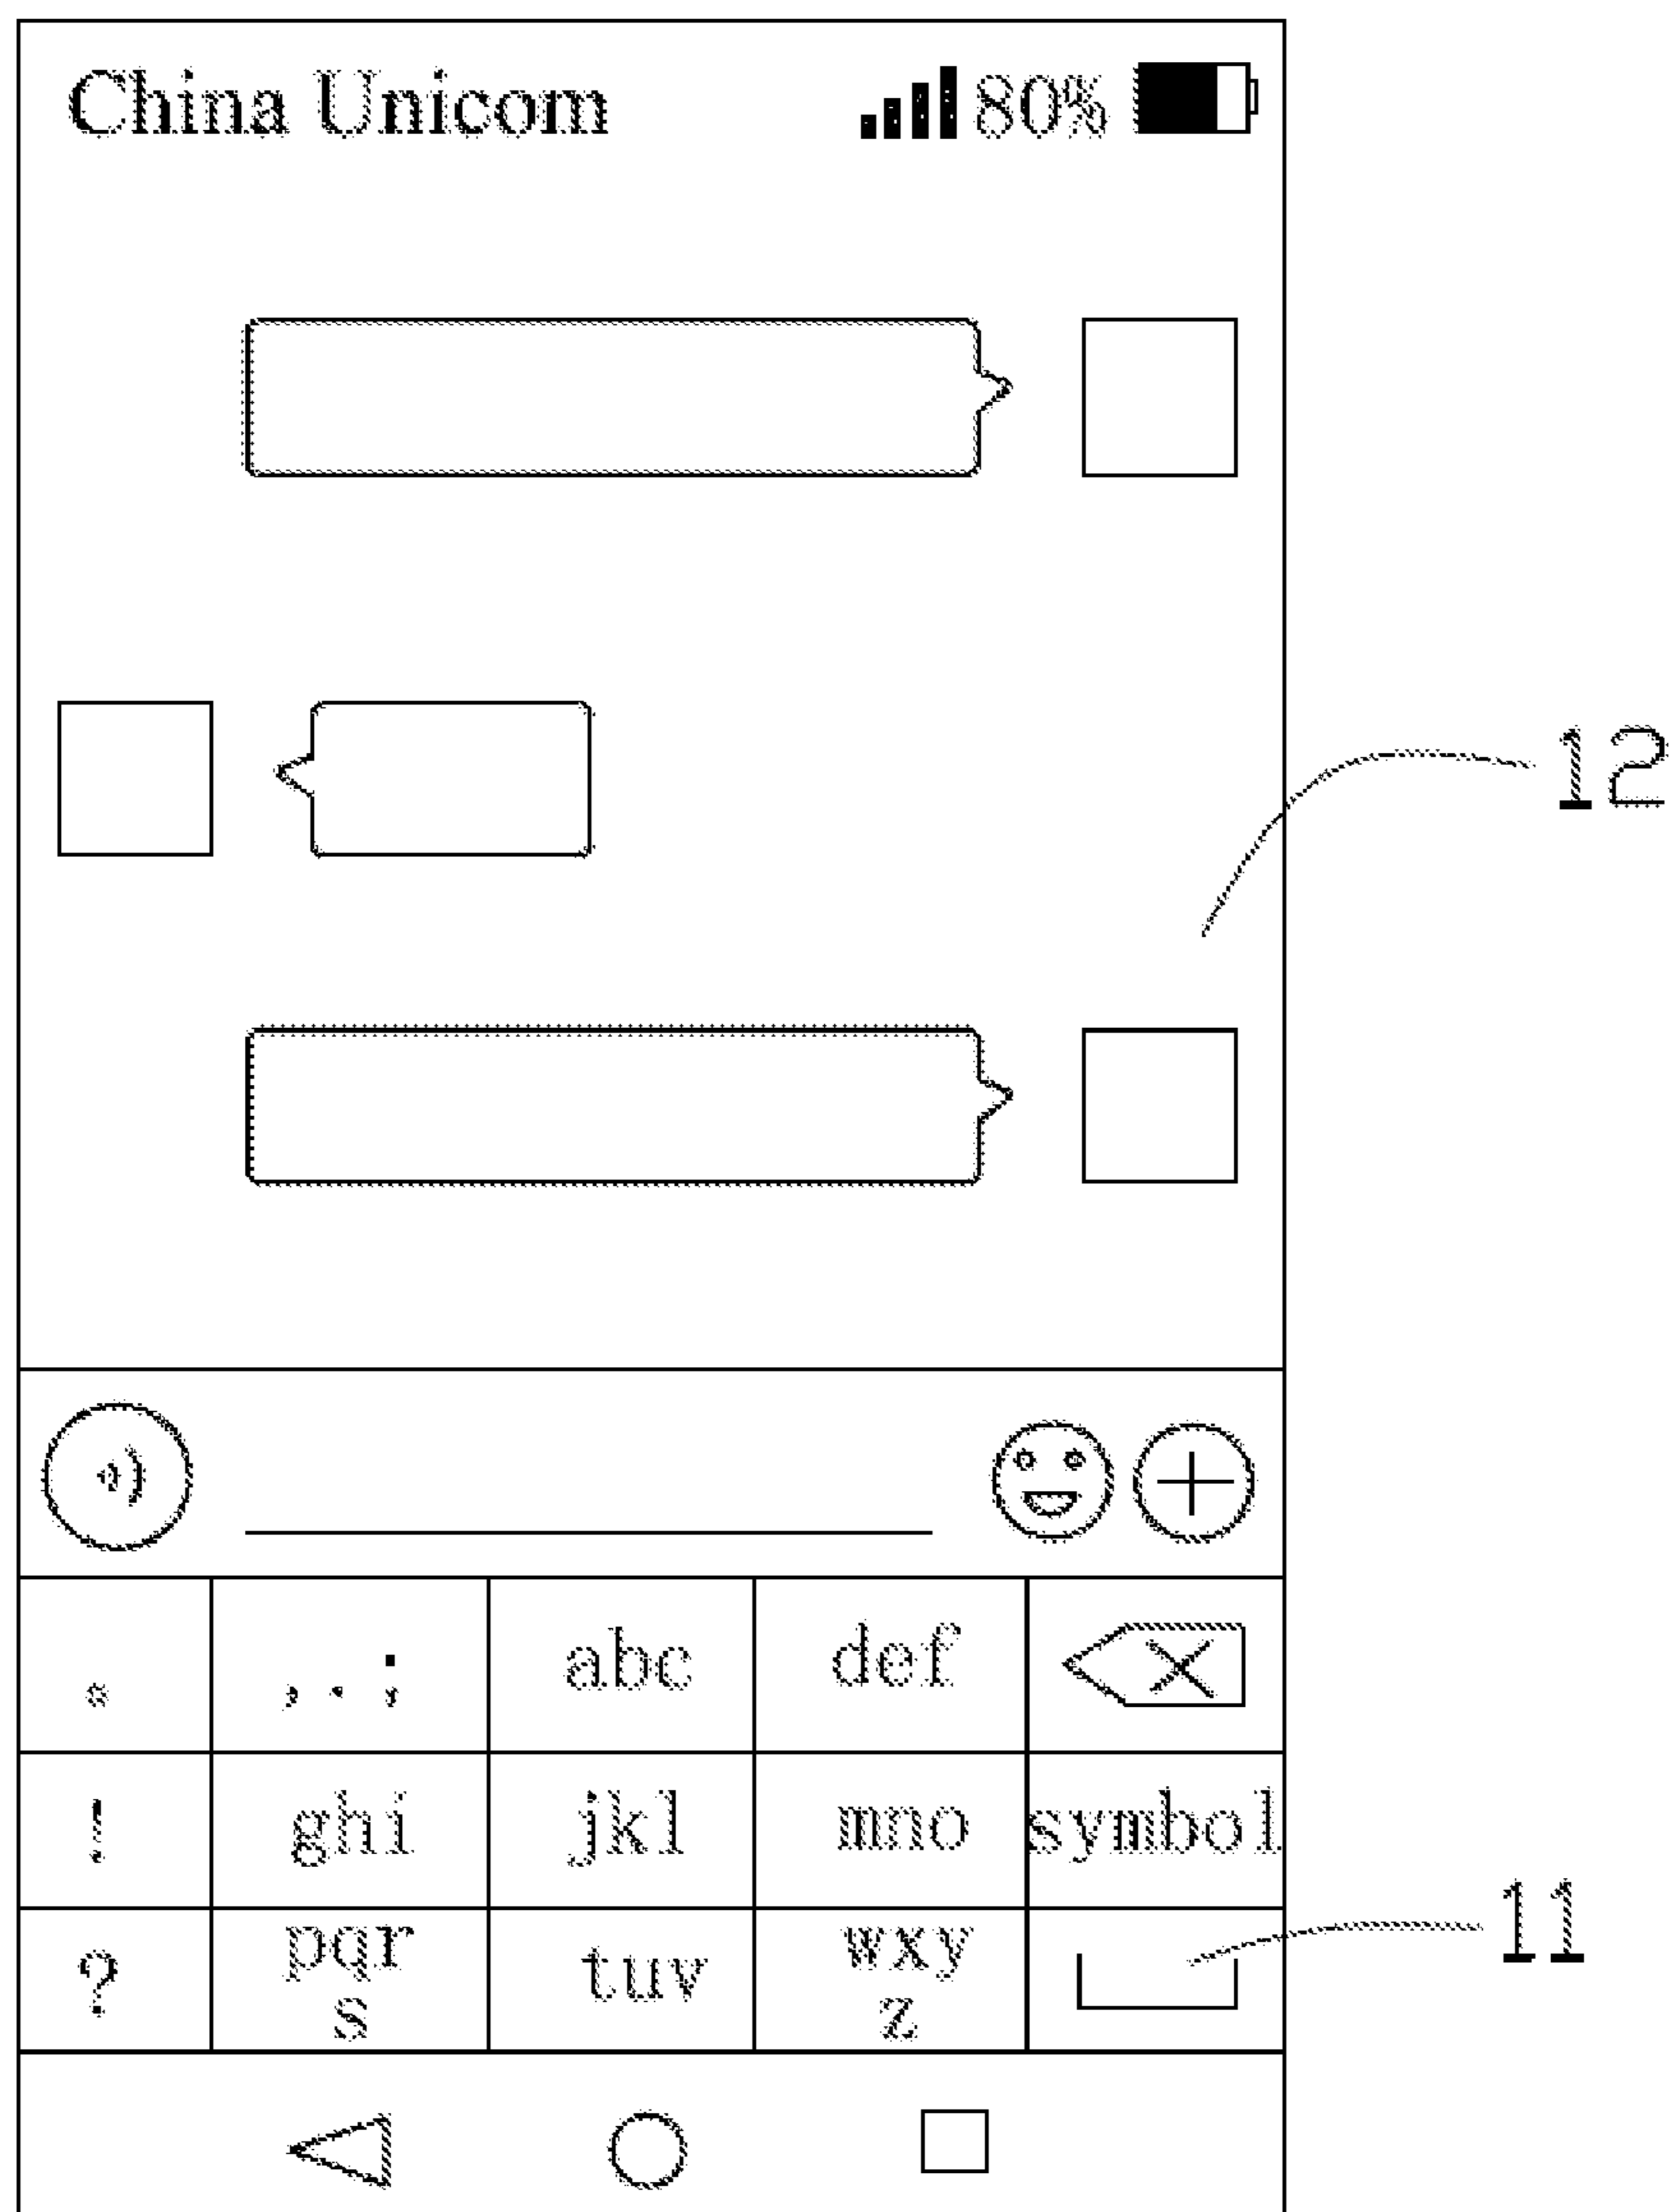 China Unicom 80%
12
。 ,.; abc def
! ghi jkl mno symbol
11
? pqr tuv wxy
s z